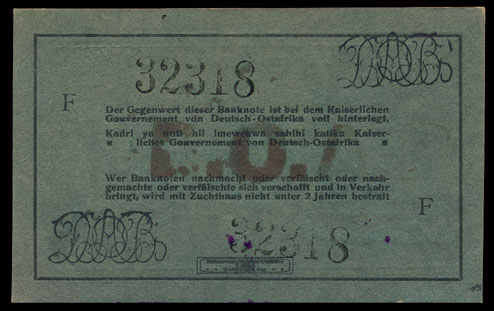 32318
DOAB
F
Der Gegenwert dieser Banknote ist bei dem Kaiserlichen
Gouvernement von Deutsch-Ostafrika voll hinterlegt.
Kadri ya noti hii imewekwa sahihi katika Kaiser-
liches Gouvernement von Deutsch-Ostafrika
E.O.
Wer Banknoten nachmacht oder verfälscht oder nach-
gemachte oder verfälschte sich verschafft und in Verkehr
bringt, wird mit Zuchthaus nicht unter 2 Jahren bestraft
F
DOAB
32318